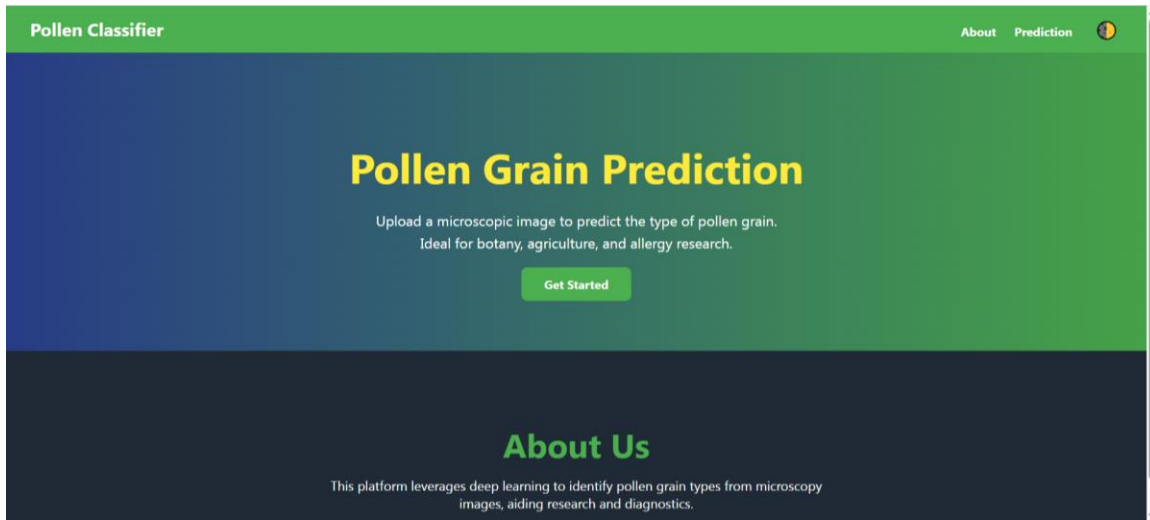 Pollen Classifier
About Prediction
Pollen Grain Prediction
Upload a microscopic image to predict the type of pollen grain.
Ideal for botany, agriculture, and allergy research.
Get Started
About Us
This platform leverages deep learning to identify pollen grain types from microscopy
images, aiding research and diagnostics.